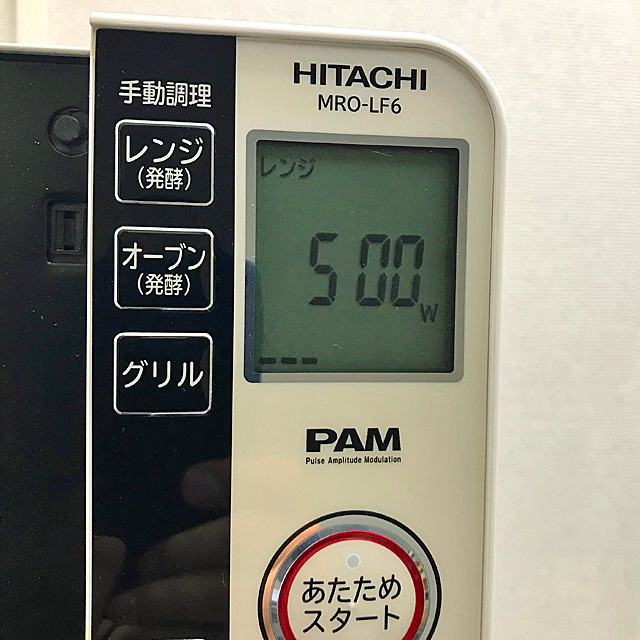 HITACHI
MRO-LF6
手動調理
レンジ
(発酵)
オーブン
(発酵)
グリル
レンジ
500
W
---
PAM
Pulse Amplitude Modulation
あたため
スタート